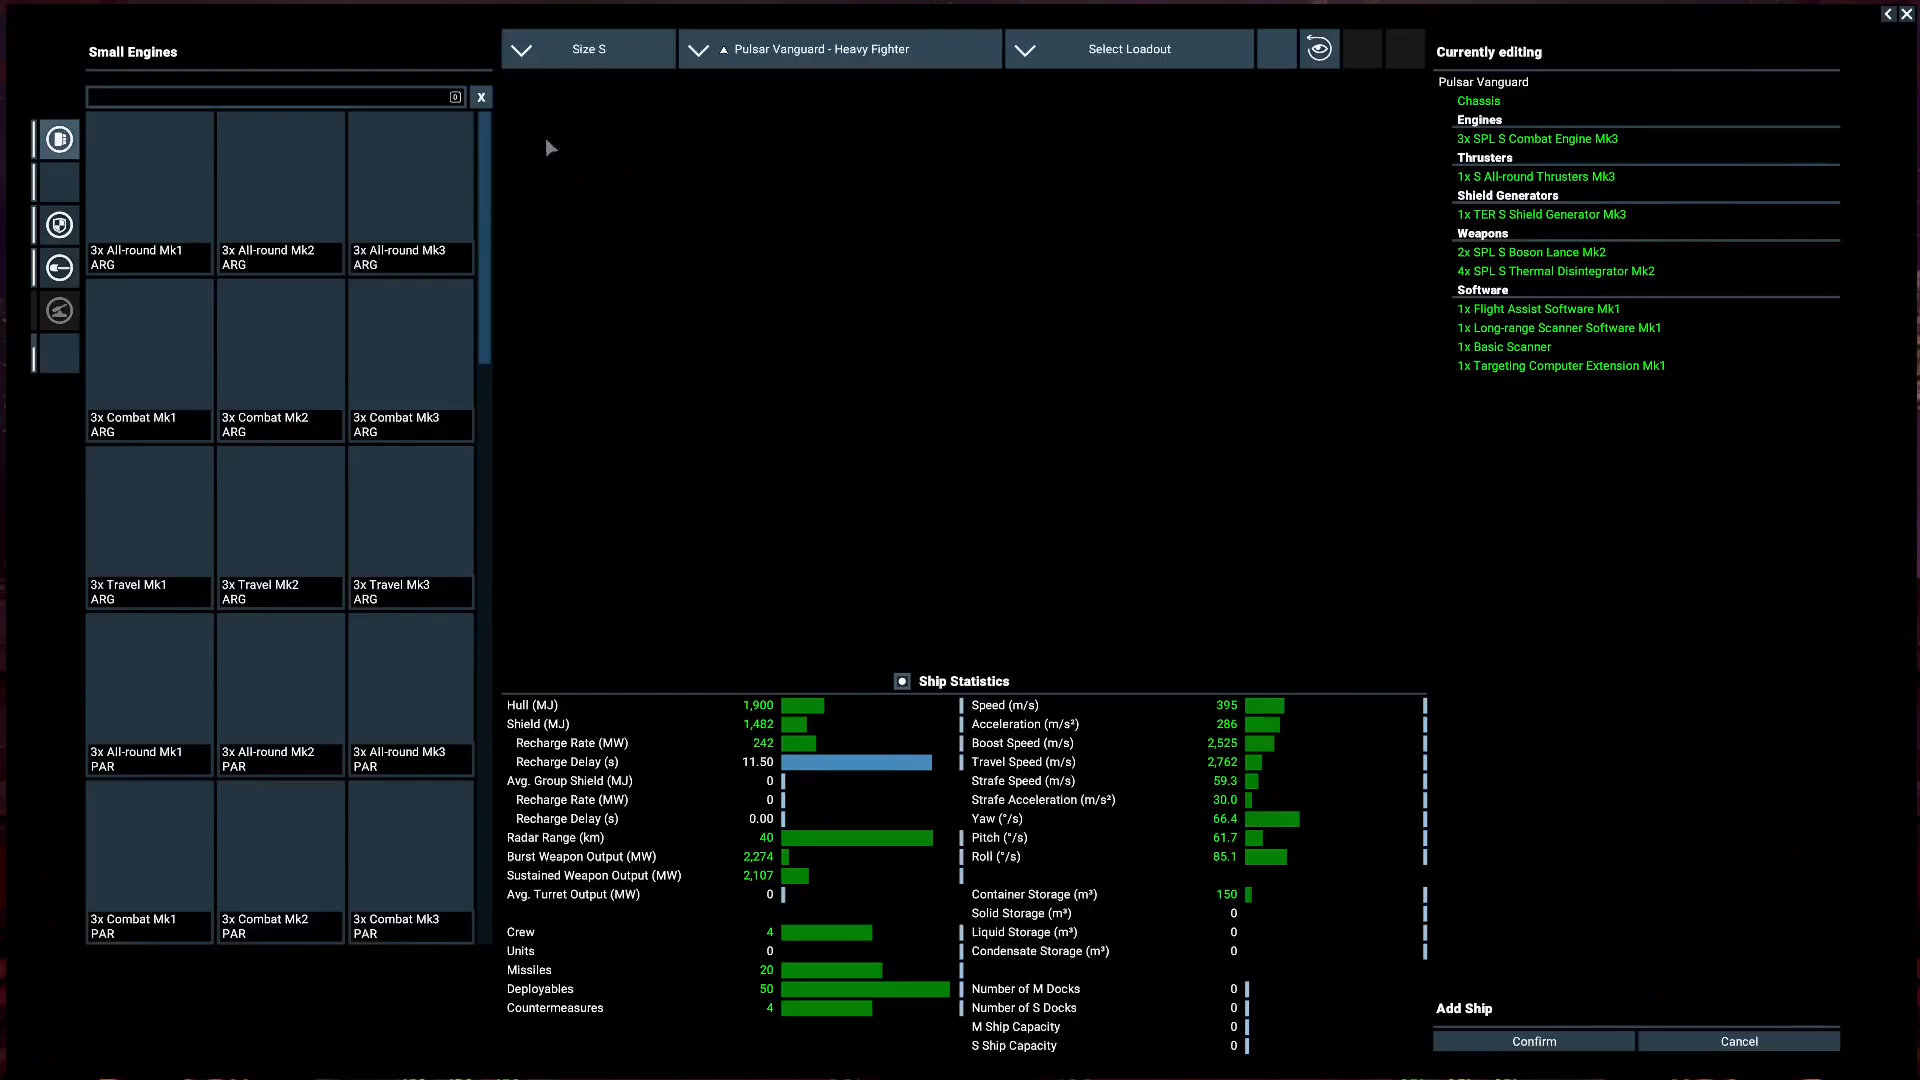 Small Engines
Size S
Pulsar Vanguard - Heavy Fighter
Select Loadout
Currently editing
X
3x All-round Mk1
ARG
3x All-round Mk2
ARG
3x All-round Mk3
ARG
3x Combat Mk1
ARG
3x Combat Mk2
ARG
3x Combat Mk3
ARG
3x Travel Mk1
ARG
3x Travel Mk2
ARG
3x Travel Mk3
ARG
3x All-round Mk1
PAR
3x All-round Mk2
PAR
3x All-round Mk3
PAR
3x Combat Mk1
PAR
3x Combat Mk2
PAR
3x Combat Mk3
PAR
Ship Statistics
Hull (MJ) 1,900
Shield (MJ) 1,482
Recharge Rate (MW) 242
Recharge Delay (s) 11.50
Avg. Group Shield (MJ) 0
Recharge Rate (MW) 0
Recharge Delay (s) 0.00
Radar Range (km) 40
Burst Weapon Output (MW) 2,274
Sustained Weapon Output (MW) 2,107
Avg. Turret Output (MW) 0
Crew 4
Units 0
Missiles 20
Deployables 50
Countermeasures 4
Speed (m/s) 395
Acceleration (m/s²) 286
Boost Speed (m/s) 2,525
Travel Speed (m/s) 2,762
Strafe Speed (m/s) 59.3
Strafe Acceleration (m/s²) 30.0
Yaw (°/s) 66.4
Pitch (°/s) 61.7
Roll (°/s) 85.1
Container Storage (m³) 150
Solid Storage (m³) 0
Liquid Storage (m³) 0
Condensate Storage (m³) 0
Number of M Docks 0
Number of S Docks 0
M Ship Capacity 0
S Ship Capacity 0
Pulsar Vanguard
Chassis
Engines
3x SPL S Combat Engine Mk3
Thrusters
1x S All-round Thrusters Mk3
Shield Generators
1x TER S Shield Generator Mk3
Weapons
2x SPL S Boson Lance Mk2
4x SPL S Thermal Disintegrator Mk2
Software
1x Flight Assist Software Mk1
1x Long-range Scanner Software Mk1
1x Basic Scanner
1x Targeting Computer Extension Mk1
Add Ship
Confirm
Cancel